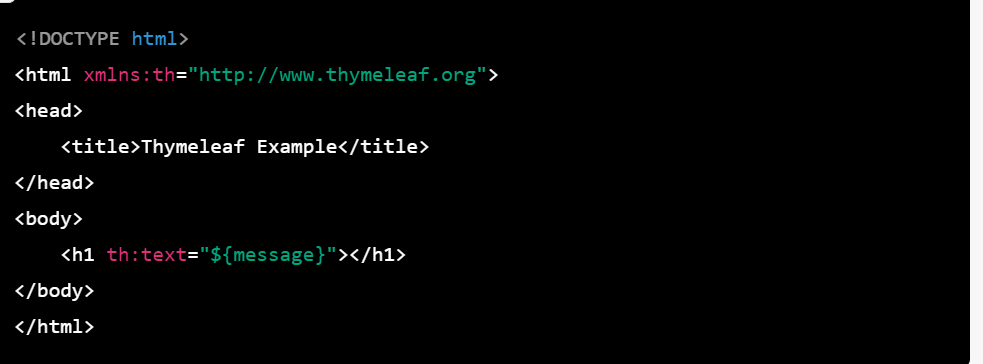 <!DOCTYPE html>
<html xmlns:th="http://www.thymeleaf.org">
<head>
    <title>Thymeleaf Example</title>
</head>
<body>
    <h1 th:text="${message}"></h1>
</body>
</html>